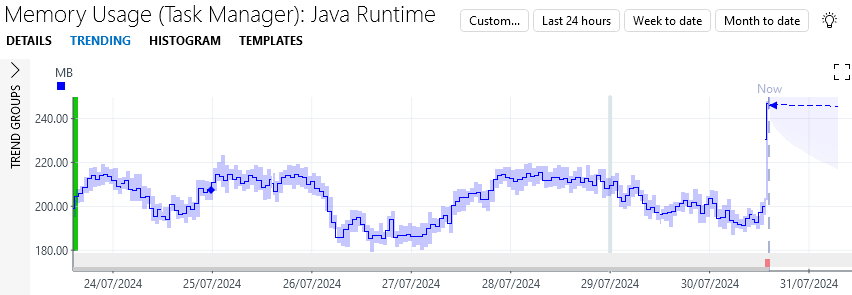 Memory Usage (Task Manager): Java Runtime
Custom...
Last 24 hours
Week to date
Month to date
DETAILS
TRENDING
HISTOGRAM
TEMPLATES
TREND GROUPS
MB
Now
240.00
220.00
200.00
180.00
24/07/2024
25/07/2024
26/07/2024
27/07/2024
28/07/2024
29/07/2024
30/07/2024
31/07/2024